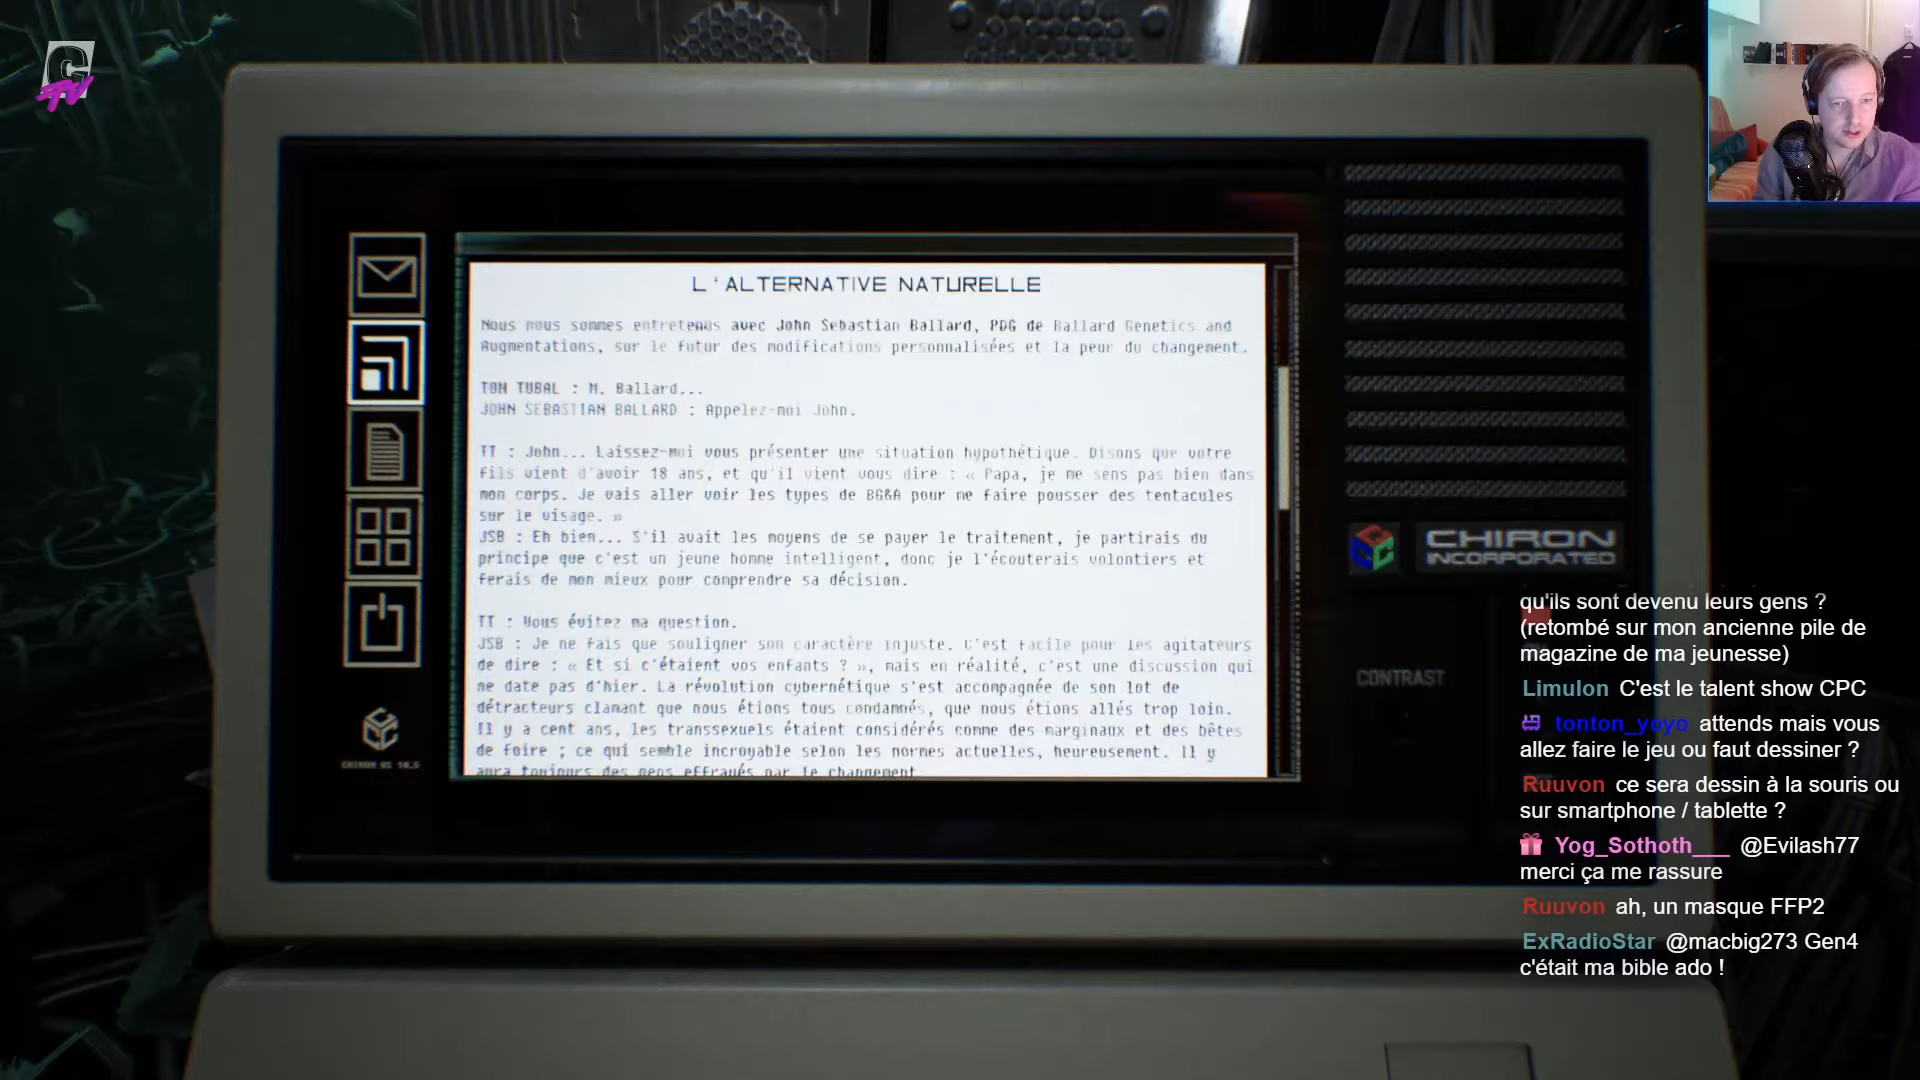 C
TV
L'ALTERNATIVE NATURELLE
Nous nous sommes entretenus avec John Sebastian Ballard, PDG de Ballard Genetics and
Augmentations, sur le futur des modifications personnalisées et la peur du changement.
TOM TUBAL : M. Ballard...
JOHN SEBASTIAN BALLARD : Appelez-moi John.
TT : John... Laissez-moi vous présenter une situation hypothétique. Disons que votre
fils vient d'avoir 18 ans, et qu'il vient vous dire : « Papa, je me sens pas bien dans
mon corps. Je vais aller voir les types de BG&A pour me faire pousser des tentacules
sur le visage. »
JSB : Eh bien... S'il avait les moyens de se payer le traitement, je partirais du
principe que c'est un jeune homme intelligent, donc je l'écouterais volontiers et
ferais de mon mieux pour comprendre sa décision.
TT : Vous évitez ma question.
JSB : Je ne fais que souligner son caractère injuste. C'est facile pour les agitateurs
de dire : « Et si c'étaient vos enfants ? », mais en réalité, c'est une discussion qui
ne date pas d'hier. La révolution cybernétique s'est accompagnée de son lot de
détracteurs clamant que nous étions tous condamnés, que nous étions allés trop loin.
Il y a cent ans, les transsexuels étaient considérés comme des marginaux et des bêtes
de foire ; ce qui semble incroyable selon les normes actuelles, heureusement. Il y
aura toujours des gens effrayés par le changement
CHIRON OS 10.5
CHIRON
INCORPORATED
CONTRAST
qu'ils sont devenu leurs gens ?
(retombé sur mon ancienne pile de
magazine de ma jeunesse)
Limulon C'est le talent show CPC
tonton_yoyo attends mais vous
allez faire le jeu ou faut dessiner ?
Ruuvon ce sera dessin à la souris ou
sur smartphone / tablette ?
Yog_Sothoth___ @Evilash77
merci ça me rassure
Ruuvon ah, un masque FFP2
ExRadioStar @macbig273 Gen4
c'était ma bible ado !